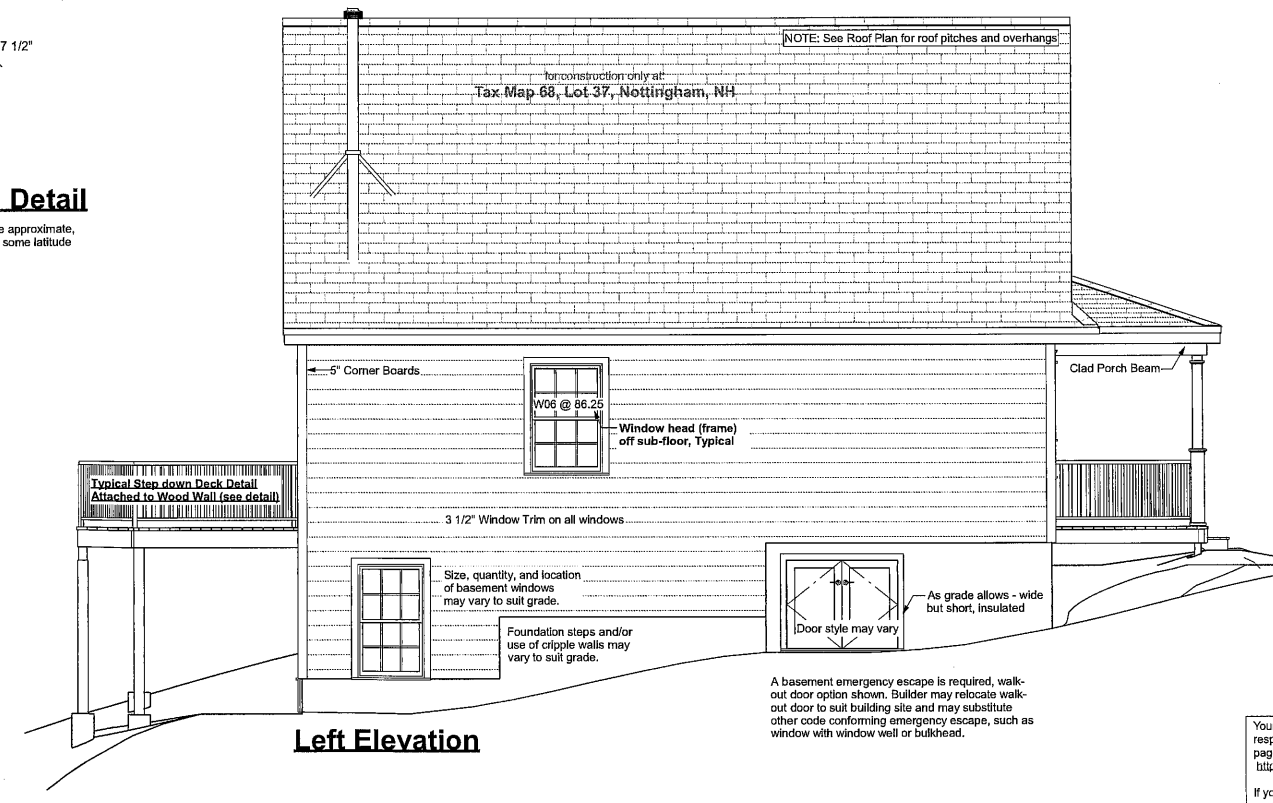 7 1/2"
NOTE: See Roof Plan for roof pitches and overhangs
for construction only at:
Tax Map 68, Lot 37, Nottingham, NH
Detail
e approximate,
some latitude
5" Corner Boards
Clad Porch Beam
W06 @ 86.25
Window head (frame)
off sub-floor, Typical
Typical Step down Deck Detail
Attached to Wood Wall (see detail)
3 1/2" Window Trim on all windows
Size, quantity, and location
of basement windows
may vary to suit grade.
As grade allows - wide
but short, insulated
Door style may vary
Foundation steps and/or
use of cripple walls may
vary to suit grade.
A basement emergency escape is required, walk-
out door option shown. Builder may relocate walk-
out door to suit building site and may substitute
other code conforming emergency escape, such as
window with window well or bulkhead.
Left Elevation
You
resp
pag
http
If yo